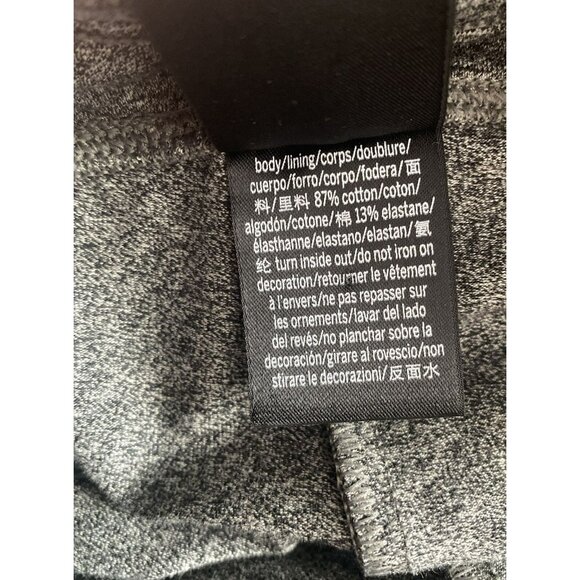 body/lining/corps/doublure/
cuerpo/forro/corpo/fodera/面
料/里料 87% cotton/coton/
algodón/cotone/棉 13% elastane/
élasthanne/elastano/elastan/氨
纶 turn inside out/do not iron on
decoration/retourner le vêtement
à l'envers/ne pas repasser sur
les ornements/lavar del lado
del revés/no planchar sobre la
decoración/girare al rovescio/non
stirare le decorazioni/反面水